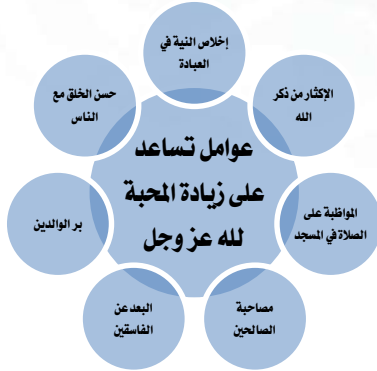 عوامل تساعد
على زيادة المحبة
لله عز وجل
إخلاص النية في
العبادة
الإكثار من ذكر
الله
المواظبة على
الصلاة في المسجد
مصاحبة
الصالحين
البعد عن
الفاسقين
بر الوالدين
حسن الخلق مع
الناس